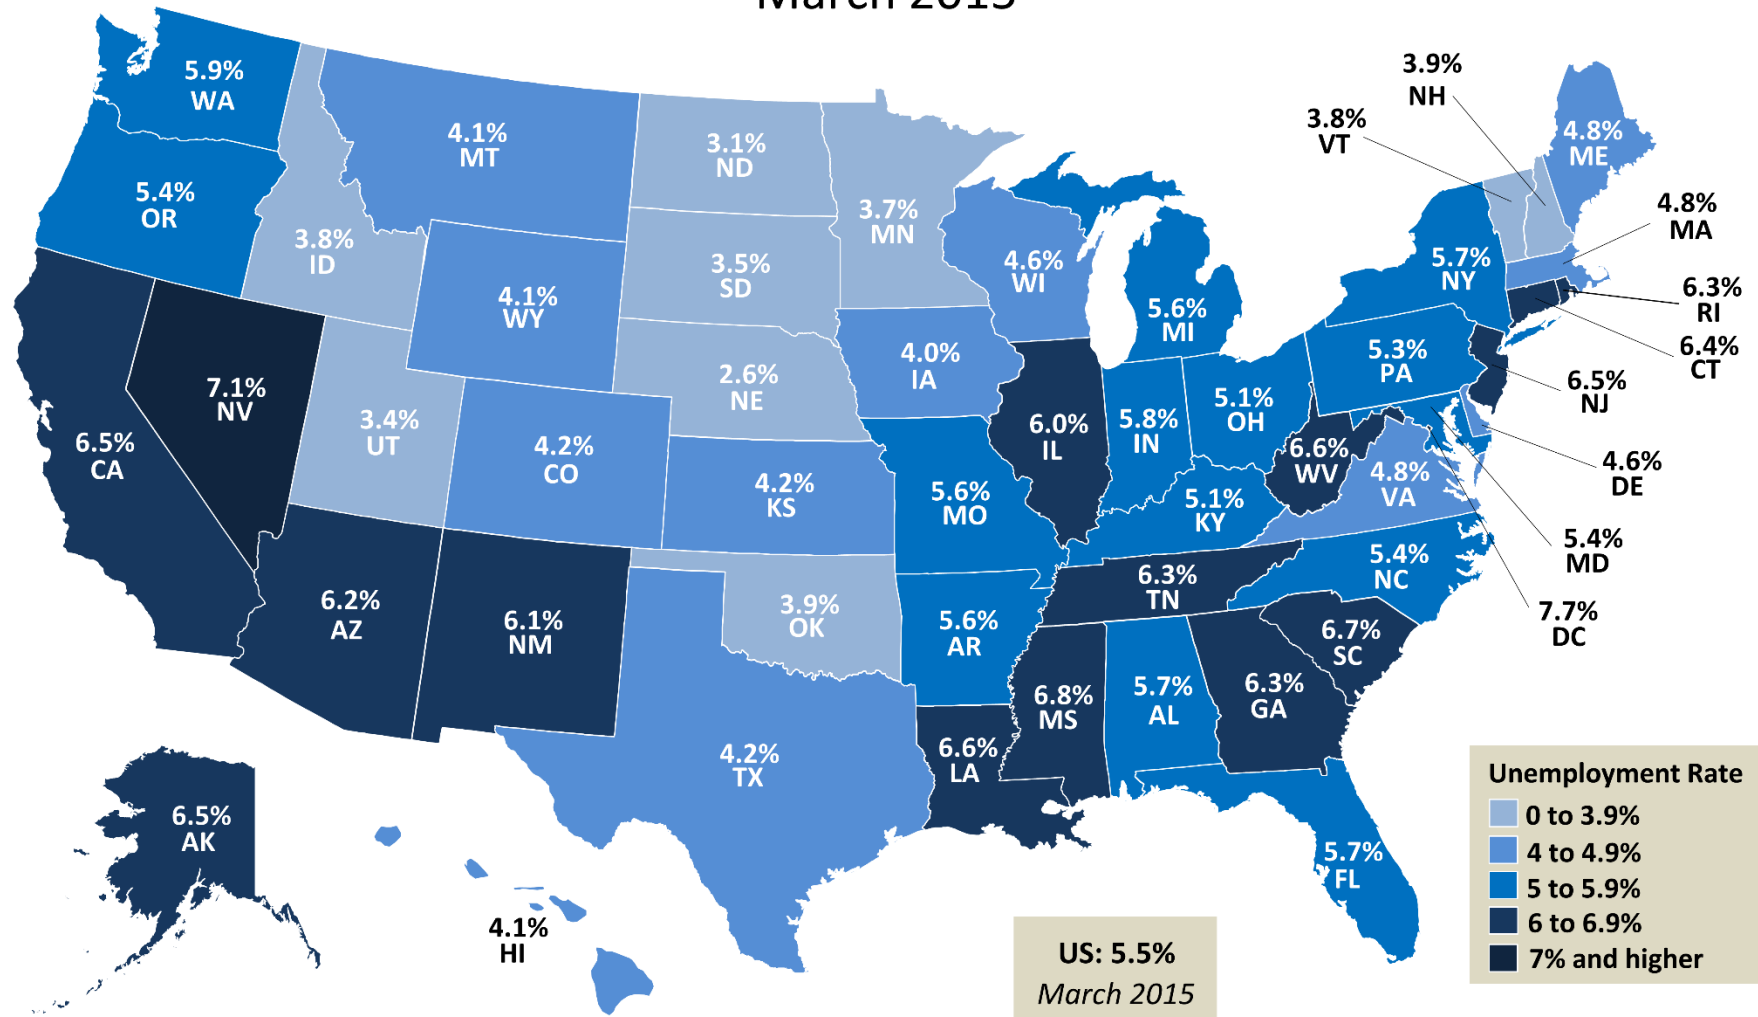 March 2015
5.9%
WA
5.4%
OR
3.8%
ID
4.1%
MT
4.1%
WY
3.1%
ND
3.5%
SD
2.6%
NE
3.7%
MN
4.6%
WI
4.0%
IA
5.6%
MI
3.8%
VT
3.9%
NH
4.8%
ME
4.8%
MA
6.3%
RI
6.4%
CT
5.7%
NY
5.3%
PA
6.5%
NJ
4.6%
DE
5.4%
MD
7.7%
DC
6.5%
CA
7.1%
NV
3.4%
UT
4.2%
CO
4.2%
KS
5.6%
MO
6.0%
IL
5.8%
IN
5.1%
OH
6.6%
WV
4.8%
VA
5.1%
KY
5.4%
NC
6.3%
TN
6.2%
AZ
6.1%
NM
3.9%
OK
5.6%
AR
6.7%
SC
6.8%
MS
5.7%
AL
6.3%
GA
6.6%
LA
4.2%
TX
5.7%
FL
6.5%
AK
4.1%
HI
US: 5.5%
March 2015
Unemployment Rate
0 to 3.9%
4 to 4.9%
5 to 5.9%
6 to 6.9%
7% and higher